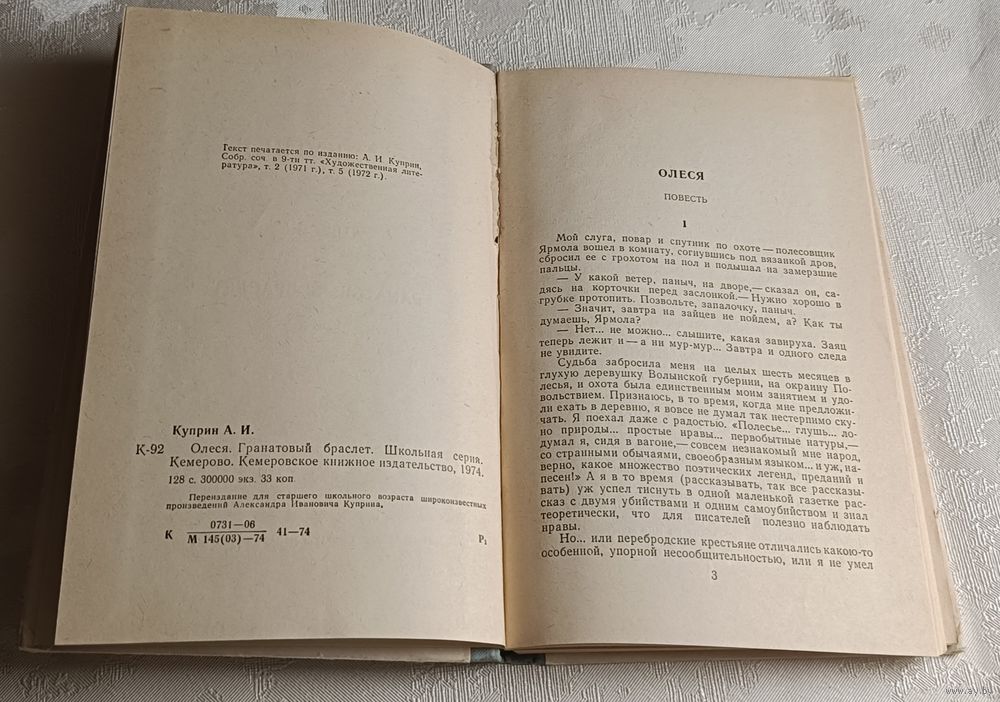 Текст печатается по изданию: А. И Куприн,
Собр. соч. в 9-ти тт. «Художественная лите-
ратура», т. 2 (1971 г.), т. 5 (1972 г.).
Куприн А. И.
К-92 Олеся. Гранатовый браслет. Школьная серия.
Кемерово. Кемеровское книжное издательство, 1974.
128 с. 300000 экз. 33 коп
Переиздание для старшего школьного возраста широкоизвестных
произведений Александра Ивановича Куприна.
К 0731—06
М 145(03)—74 41—74
Р₁
ОЛЕСЯ
ПОВЕСТЬ
1
Мой слуга, повар и спутник по охоте — полесовщик
Ярмола вошел в комнату, согнувшись под вязанкой дров,
сбросил ее с грохотом на пол и подышал на замерзшие
пальцы.
— У какой ветер, паныч, на дворе,— сказал он, са-
дясь на корточки перед заслонкой.— Нужно хорошо в
грубке протопить. Позвольте, запалочку, паныч.
— Значит, завтра на зайцев не пойдем, а? Как ты
думаешь, Ярмола?
— Нет... не можно... слышите, какая завируха. Заяц
теперь лежит и — а ни мур-мур... Завтра и одного следа
не увидите.
Судьба забросила меня на целых шесть месяцев в
глухую деревушку Волынской губернии, на окраину По-
лесья, и охота была единственным моим занятием и удо-
вольствием. Признаюсь, в то время, когда мне предложи-
ли ехать в деревню, я вовсе не думал так нестерпимо ску-
чать. Я поехал даже с радостью. «Полесье... глушь... ло-
но природы... простые нравы... первобытные натуры,—
думал я, сидя в вагоне,— совсем незнакомый мне народ,
со странными обычаями, своеобразным языком... и уж, на-
верно, какое множество поэтических легенд, преданий и
песен!» А я в то время (рассказывать, так все рассказы-
вать) уж успел тиснуть в одной маленькой газетке рас-
сказ с двумя убийствами и одним самоубийством и знал
теоретически, что для писателей полезно наблюдать
нравы.
Но... или перебродские крестьяне отличались какою-то
особенной, упорной несообщительностью, или я не умел
3
www.ay.by